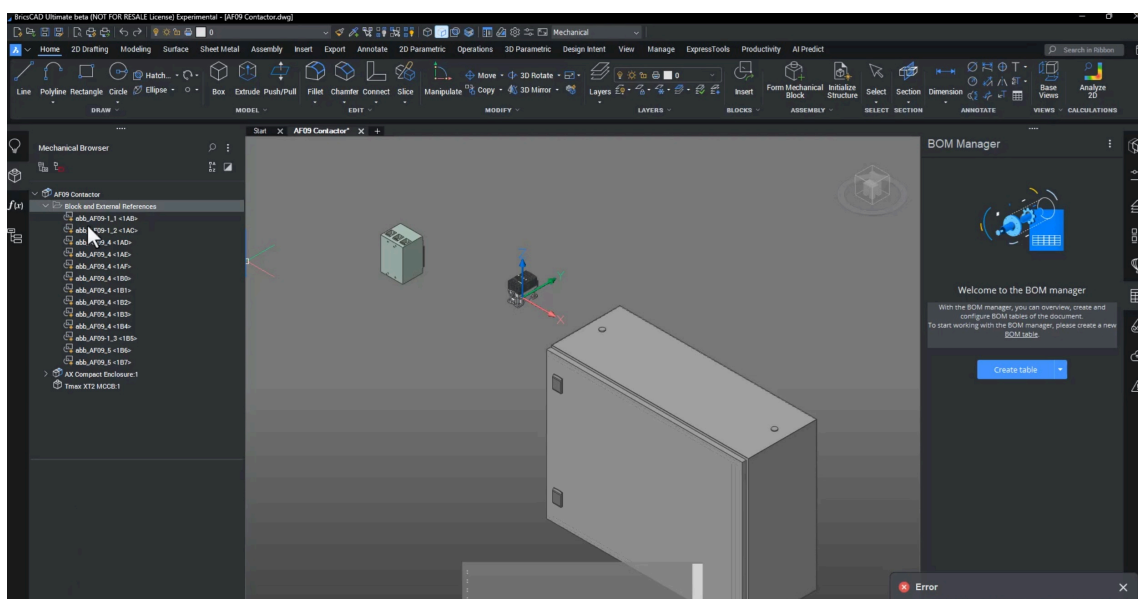 BricsCAD Ultimate beta (NOT FOR RESALE License) Experimental - [AF09 Contactor.dwg]
0
Mechanical
Home 2D Drafting Modeling Surface Sheet Metal Assembly Insert Export Annotate 2D Parametric Operations 3D Parametric Design Intent View Manage ExpressTools Productivity AI Predict
Search in Ribbon
Line Polyline Rectangle Circle
Hatch...
Ellipse
Box Extrude Push/Pull
Fillet Chamfer Connect Slice
Manipulate
Move 3D Rotate
Copy 3D Mirror
Layers
0
Insert
Form Mechanical Block
Initialize Structure
Select
Section
Dimension
Base Views
Analyze 2D
DRAW MODEL EDIT MODIFY LAYERS BLOCKS ASSEMBLY SELECT SECTION ANNOTATE VIEWS CALCULATIONS
Start AF09 Contactor*
Mechanical Browser
AF09 Contactor
Block and External References
abb_AF09-1_1 <1AB>
abb_AF09-1_2 <1AC>
abb_AF09_4 <1AD>
abb_AF09_4 <1AE>
abb_AF09_4 <1AF>
abb_AF09_4 <1B0>
abb_AF09_4 <1B1>
abb_AF09_4 <1B2>
abb_AF09_4 <1B3>
abb_AF09_4 <1B4>
abb_AF09-1_3 <1B5>
abb_AF09_5 <1B6>
abb_AF09_5 <1B7>
AX Compact Enclosure:1
Tmax XT2 MCCB:1
X
BOM Manager
Welcome to the BOM manager
With the BOM manager, you can overview, create and
configure BOM tables of the document.
To start working with the BOM manager, please create a new
BOM table.
Create table
Error